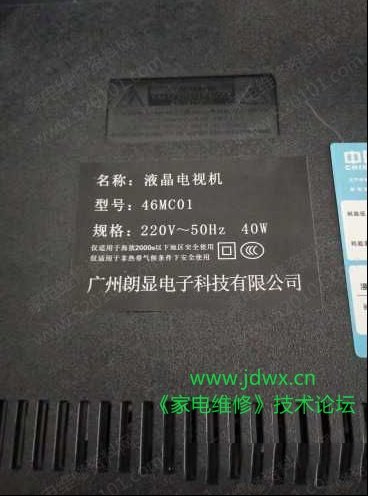 名称：液晶电视机
型号：46MC01
规格：220V～50Hz 40W
仅适用于海拔2000m以下地区安全使用
仅适用于非热带气候条件下安全使用
广州朗显电子科技有限公司
www.jdwx.cn
《家电维修》技术论坛